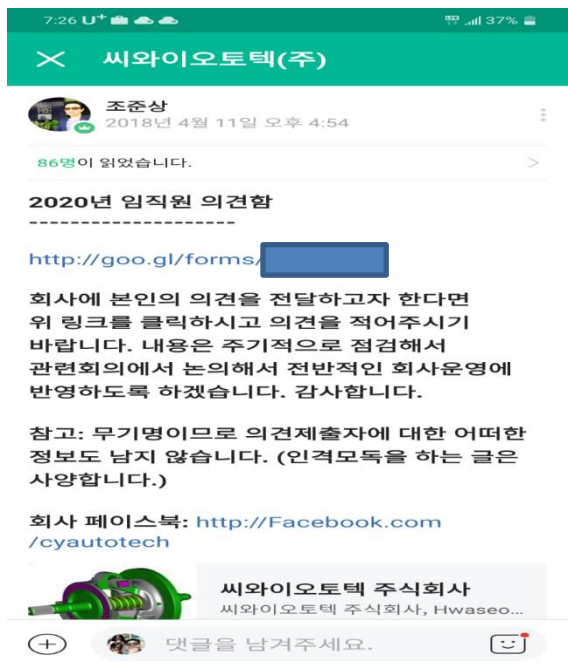 7:26 U+
37%
씨와이오토텍(주)
조준상
2018년 4월 11일 오후 4:54
86명이 읽었습니다.
2020년 임직원 의견함
--------------------
http://goo.gl/forms/
회사에 본인의 의견을 전달하고자 한다면
위 링크를 클릭하시고 의견을 적어주시기
바랍니다. 내용은 주기적으로 점검해서
관련회의에서 논의해서 전반적인 회사운영에
반영하도록 하겠습니다. 감사합니다.
참고: 무기명이므로 의견제출자에 대한 어떠한
정보도 남지 않습니다. (인격모독을 하는 글은
사양합니다.)
회사 페이스북: http://Facebook.com
/cyautotech
씨와이오토텍 주식회사
씨와이오토텍 주식회사, Hwaseo...
댓글을 남겨주세요.